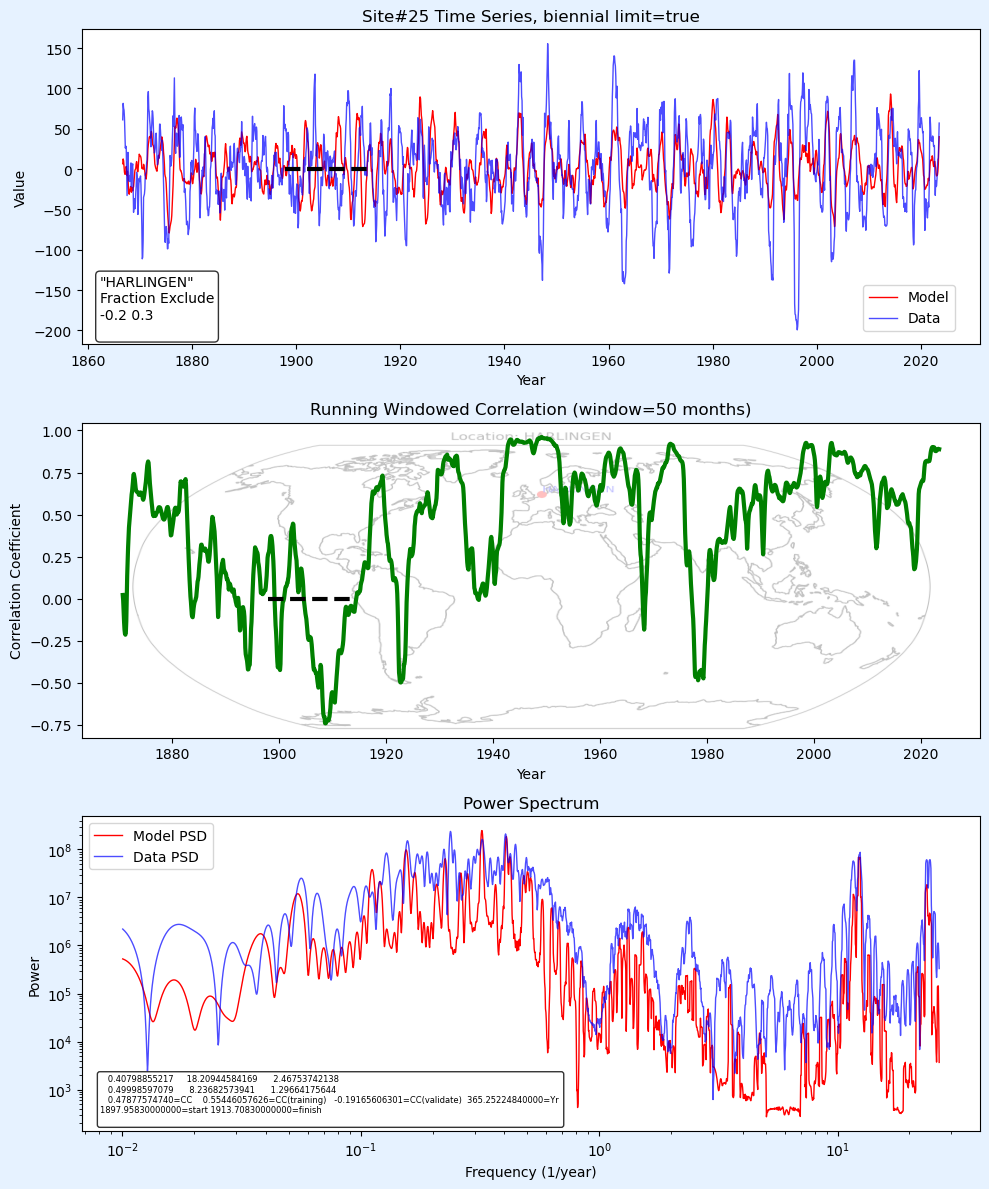 Site#25 Time Series, biennial limit=true
150
100
50
0
−50
−100
−150
−200
Value
"HARLINGEN"
Fraction Exclude
-0.2 0.3
Model
Data
1860 1880 1900 1920 1940 1960 1980 2000 2020
Year
Running Windowed Correlation (window=50 months)
Location: HARLINGEN
1.00
0.75
0.50
0.25
0.00
−0.25
−0.50
−0.75
Correlation Coefficient
1880 1900 1920 1940 1960 1980 2000 2020
Year
Power Spectrum
Model PSD
Data PSD
10^8
10^7
10^6
10^5
10^4
10^3
Power
0.40798855217 18.20944584169 2.46753742138
0.49998597079 8.23682573941 1.29664175644
0.47877574740=CC 0.55446057626=CC(training) -0.19165606301=CC(validate) 365.25224840000=Yr
1897.95830000000=start 1913.70830000000=finish
10^−2 10^−1 10^0 10^1
Frequency (1/year)